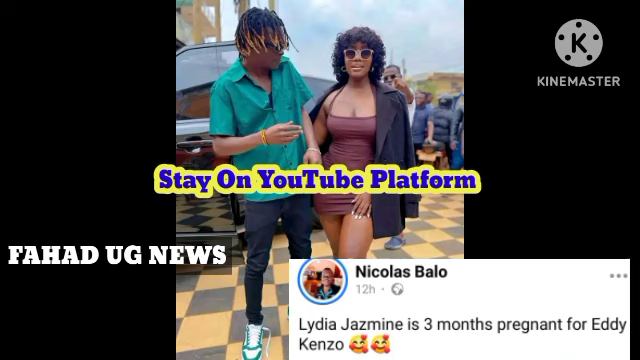 K
KINEMASTER
Stay On YouTube Platform
FAHAD UG NEWS
Nicolas Balo
12h ·
Lydia Jazmine is 3 months pregnant for Eddy
Kenzo 🥰🥰